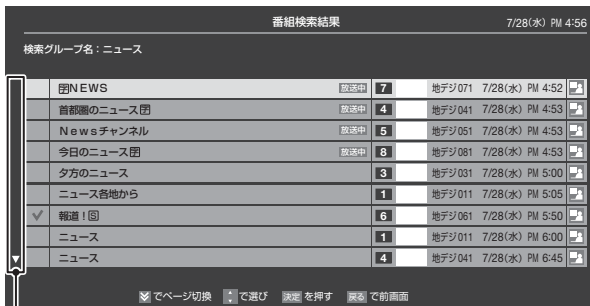 番組検索結果 7/28(水) PM 4:56
検索グループ名：ニュース
🈑NEWS 放送中 7 地デジ071 7/28(水) PM 4:52
首都圏のニュース🈑 放送中 4 地デジ041 7/28(水) PM 4:53
Newsチャンネル 放送中 5 地デジ051 7/28(水) PM 4:53
今日のニュース🈑 放送中 8 地デジ081 7/28(水) PM 4:53
夕方のニュース 3 地デジ031 7/28(水) PM 5:00
ニュース各地から 1 地デジ011 7/28(水) PM 5:05
報道！🅂 6 地デジ061 7/28(水) PM 5:50
ニュース 1 地デジ011 7/28(水) PM 6:00
ニュース 4 地デジ041 7/28(水) PM 6:45
でページ切換 で選び 決定 を押す 戻る で前画面